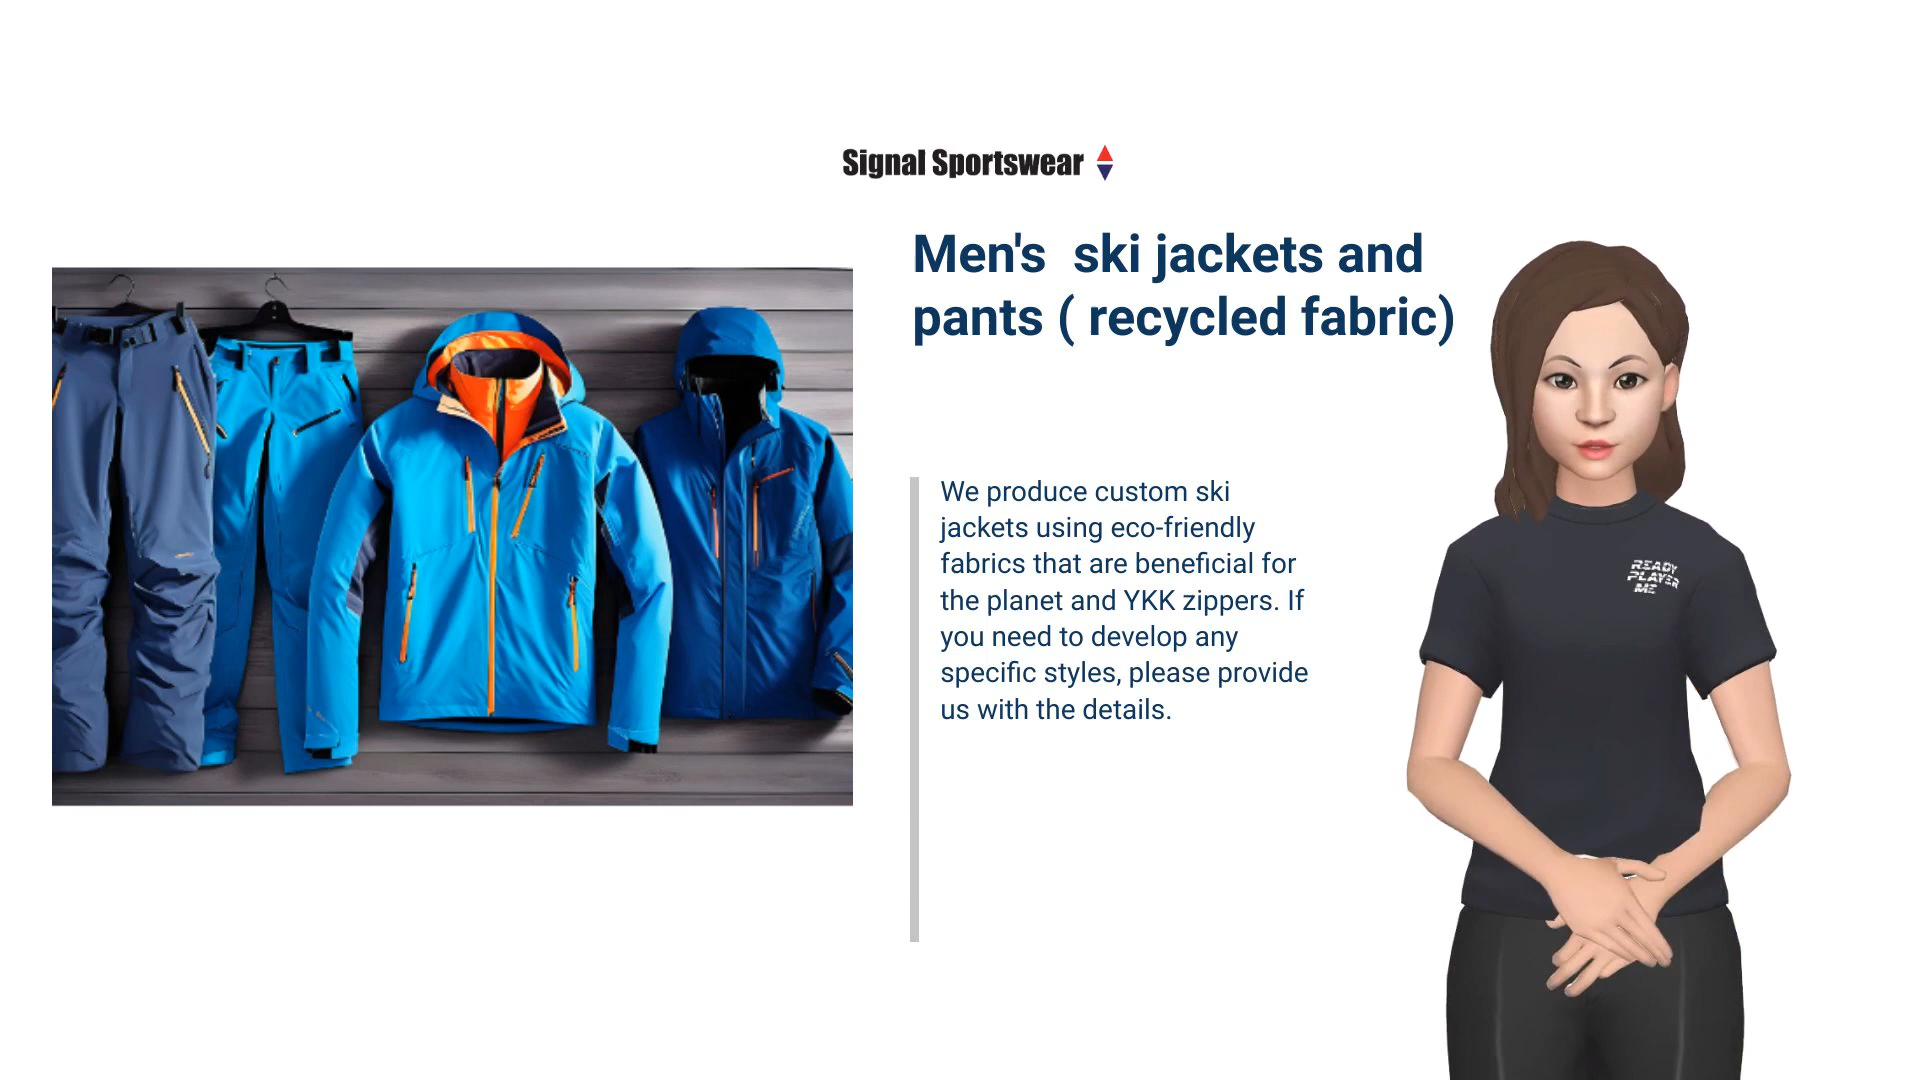 Signal Sportswear
Men's  ski jackets and
pants ( recycled fabric)
We produce custom ski
jackets using eco-friendly
fabrics that are beneficial for
the planet and YKK zippers. If
you need to develop any
specific styles, please provide
us with the details.
READY
PLAYER
ME